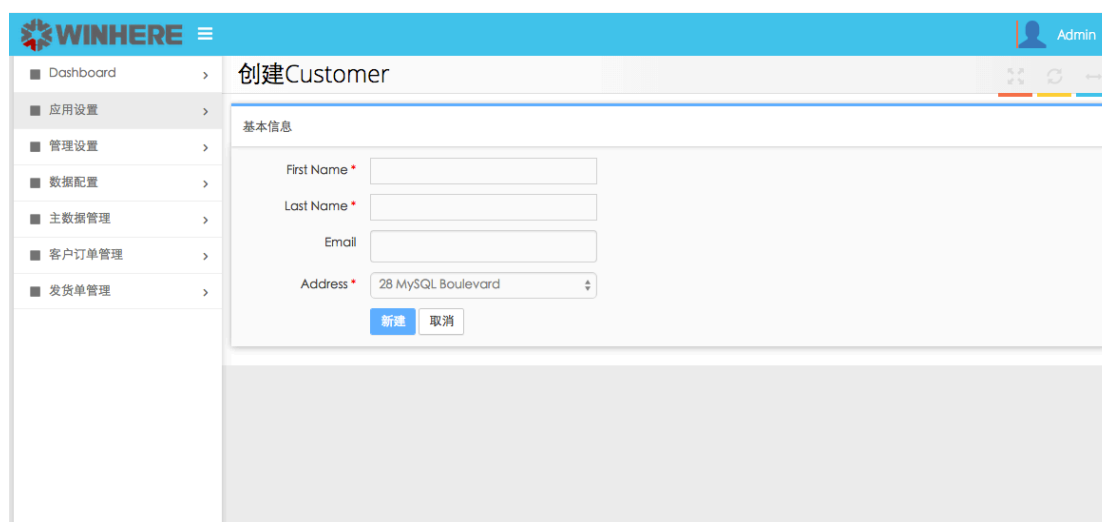 WINHERE
Admin
Dashboard
应用设置
管理设置
数据配置
主数据管理
客户订单管理
发货单管理
创建Customer
基本信息
First Name *
Last Name *
Email
Address * 28 MySQL Boulevard
新建 取消